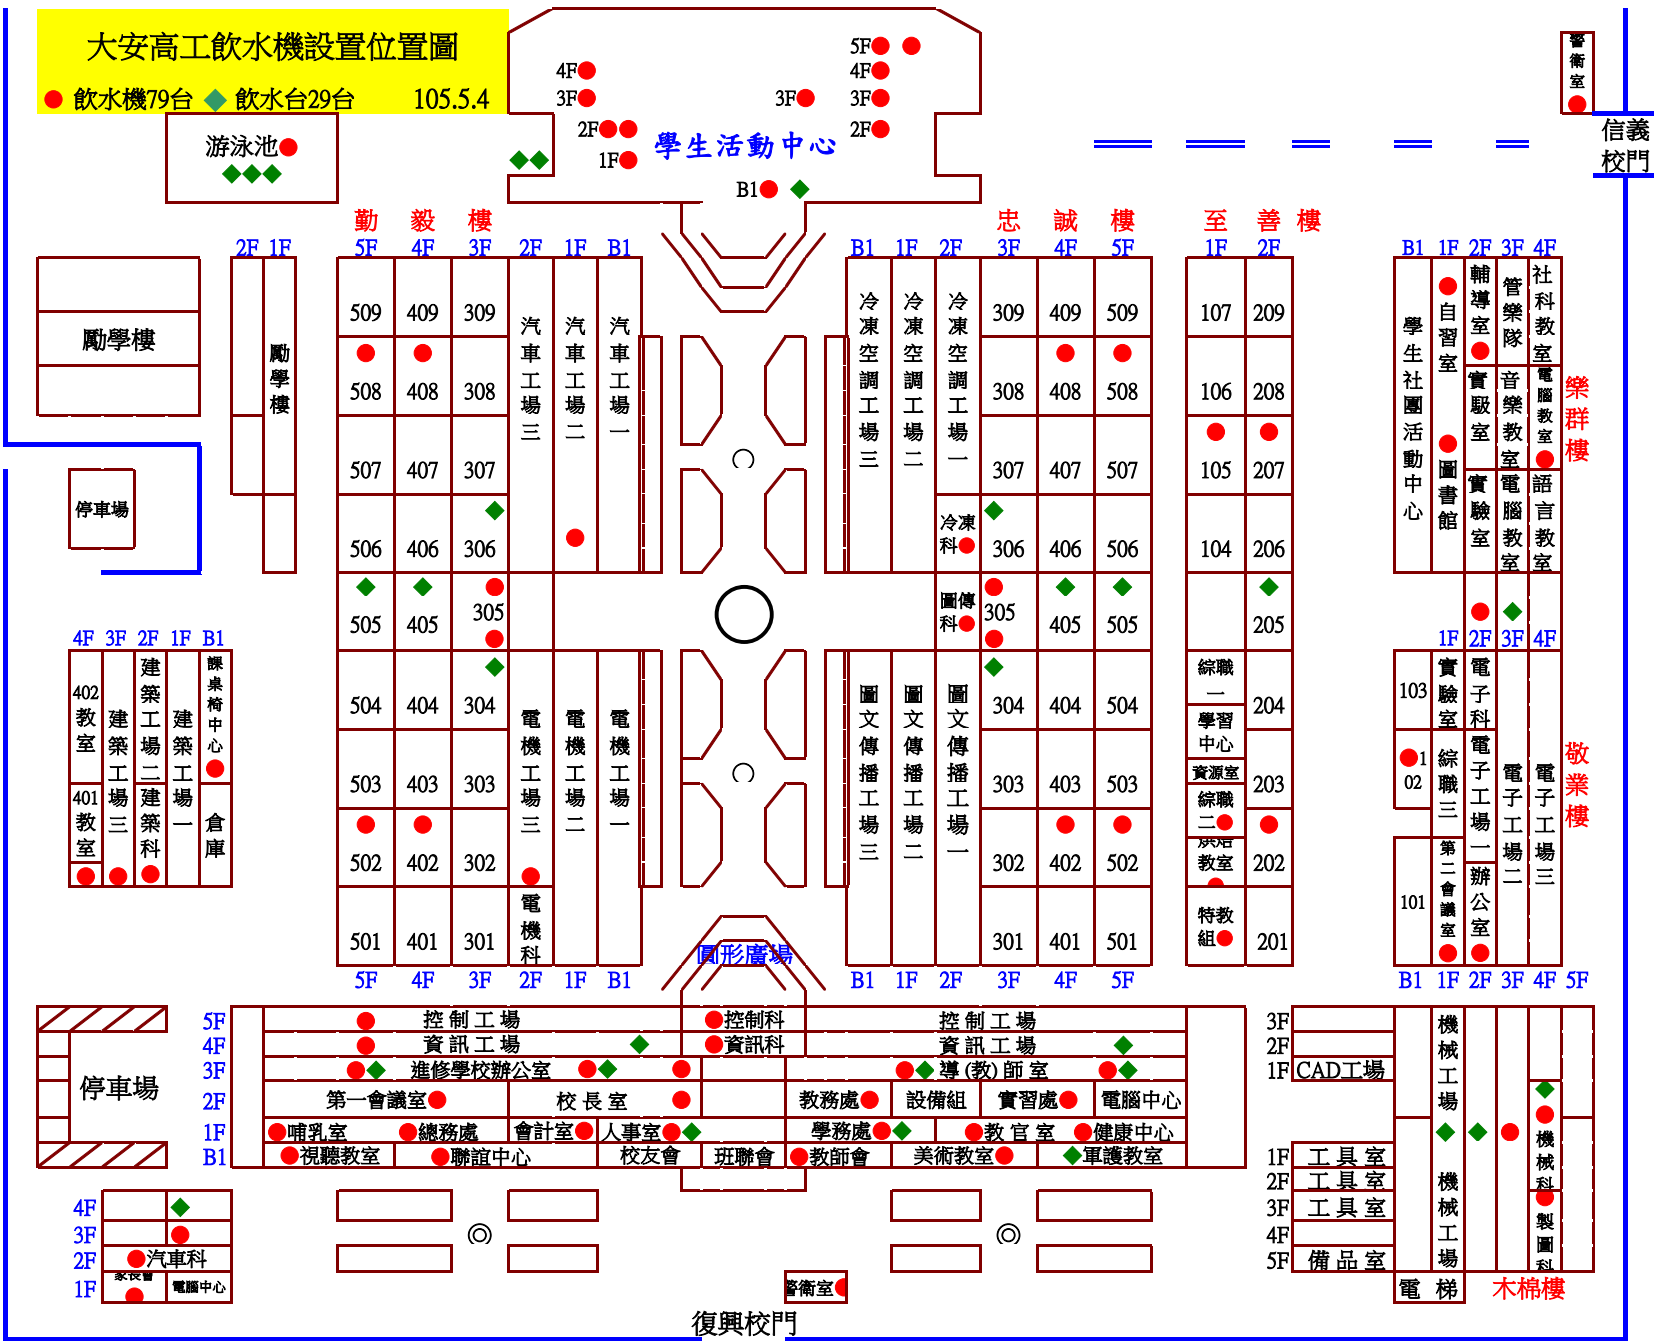 大安高工飲水機設置位置圖
飲水機79台 飲水台29台 105.5.4
游泳池
5F
4F
4F
3F
3F
3F
2F
2F
1F
學生活動中心
B1
警衛室
信義
校門
勤毅樓
忠誠樓
至善樓
2F 1F
5F 4F 3F 2F 1F B1
B1 1F 2F 3F 4F 5F
1F 2F
B1 1F 2F 3F 4F
勵學樓
勵學樓
停車場
509 409 309
508 408 308
507 407 307
506 406 306
505 405 305
504 404 304
503 403 303
502 402 302
501 401 301
汽車工場三
汽車工場二
汽車工場一
電機工場三
電機工場二
電機工場一
電機科
冷凍空調工場三
冷凍空調工場二
冷凍空調工場一
冷凍科
圖傳科
圖文傳播工場三
圖文傳播工場二
圖文傳播工場一
309 409 509
308 408 508
307 407 507
306 406 506
305 405 505
304 404 504
303 403 503
302 402 502
301 401 501
107 209
106 208
105 207
104 206
205
綜職一
204
學習中心
資源室
203
綜職二
烘焙教室
202
特教組
201
學生社團活動中心
自習室
圖書館
輔導室
實馭室
實驗室
管樂隊
音樂教室
電腦教室
社科教室
電腦教室
語言教室
樂群樓
1F 2F 3F 4F
103
102
101
實驗室
綜職三
第二會議室
電子科
電子工場一
辦公室
電子工場二
電子工場三
敬業樓
4F 3F 2F 1F B1
402教室
401教室
建築工場三
建築工場二
建築科
建築工場一
課桌椅中心
倉庫
圓形廣場
5F 4F 3F 2F 1F B1
B1 1F 2F 3F 4F 5F
B1 1F 2F 3F 4F 5F
停車場
5F 控制工場 控制科 控制工場
4F 資訊工場 資訊科 資訊工場
3F 進修學校辦公室 導(教)師室
2F 第一會議室 校長室 教務處 設備組 實習處 電腦中心
1F 哺乳室 總務處 會計室 人事室 學務處 教官室 健康中心
B1 視聽教室 聯誼中心 校友會 班聯會 教師會 美術教室 軍護教室
3F
2F
1F CAD工場
1F 工具室
2F 工具室
3F 工具室
4F
5F 備品室
機械工場
機械工場
機械科
製圖科
電梯
木棉樓
4F
3F
2F 汽車科
1F 家長會 電腦中心
警衛室
復興校門